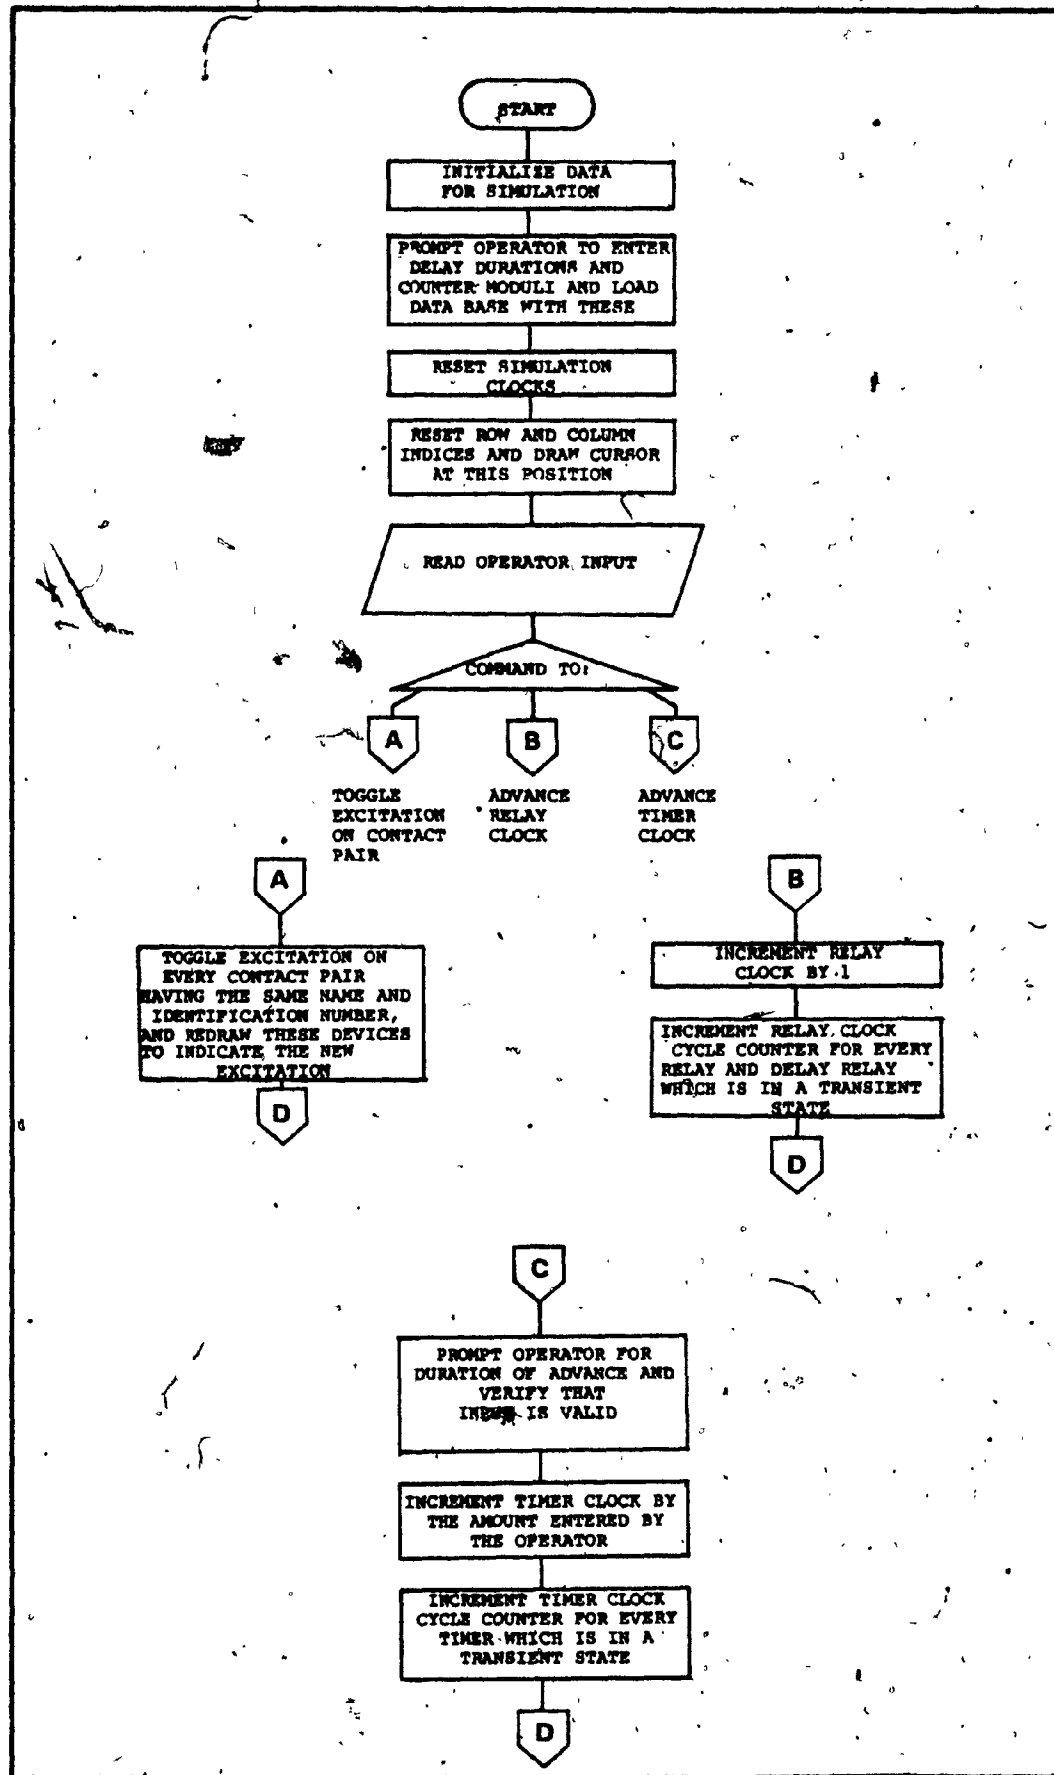 START
INITIALIZE DATA
FOR SIMULATION
PROMPT OPERATOR TO ENTER
DELAY DURATIONS AND
COUNTER MODULI AND LOAD
DATA BASE WITH THESE
RESET SIMULATION
CLOCKS
RESET ROW AND COLUMN
INDICES AND DRAW CURSOR
AT THIS POSITION
READ OPERATOR INPUT
COMMAND TO:
A
B
C
TOGGLE
EXCITATION
ON CONTACT
PAIR
ADVANCE
RELAY
CLOCK
ADVANCE
TIMER
CLOCK
A
TOGGLE EXCITATION ON
EVERY CONTACT PAIR
HAVING THE SAME NAME AND
IDENTIFICATION NUMBER,
AND REDRAW THESE DEVICES
TO INDICATE THE NEW
EXCITATION
D
B
INCREMENT RELAY
CLOCK BY 1
INCREMENT RELAY CLOCK
CYCLE COUNTER FOR EVERY
RELAY AND DELAY RELAY
WHICH IS IN A TRANSIENT
STATE
D
C
PROMPT OPERATOR FOR
DURATION OF ADVANCE AND
VERIFY THAT
INPUT IS VALID
INCREMENT TIMER CLOCK BY
THE AMOUNT ENTERED BY
THE OPERATOR
INCREMENT TIMER CLOCK
CYCLE COUNTER FOR EVERY
TIMER WHICH IS IN A
TRANSIENT STATE
D